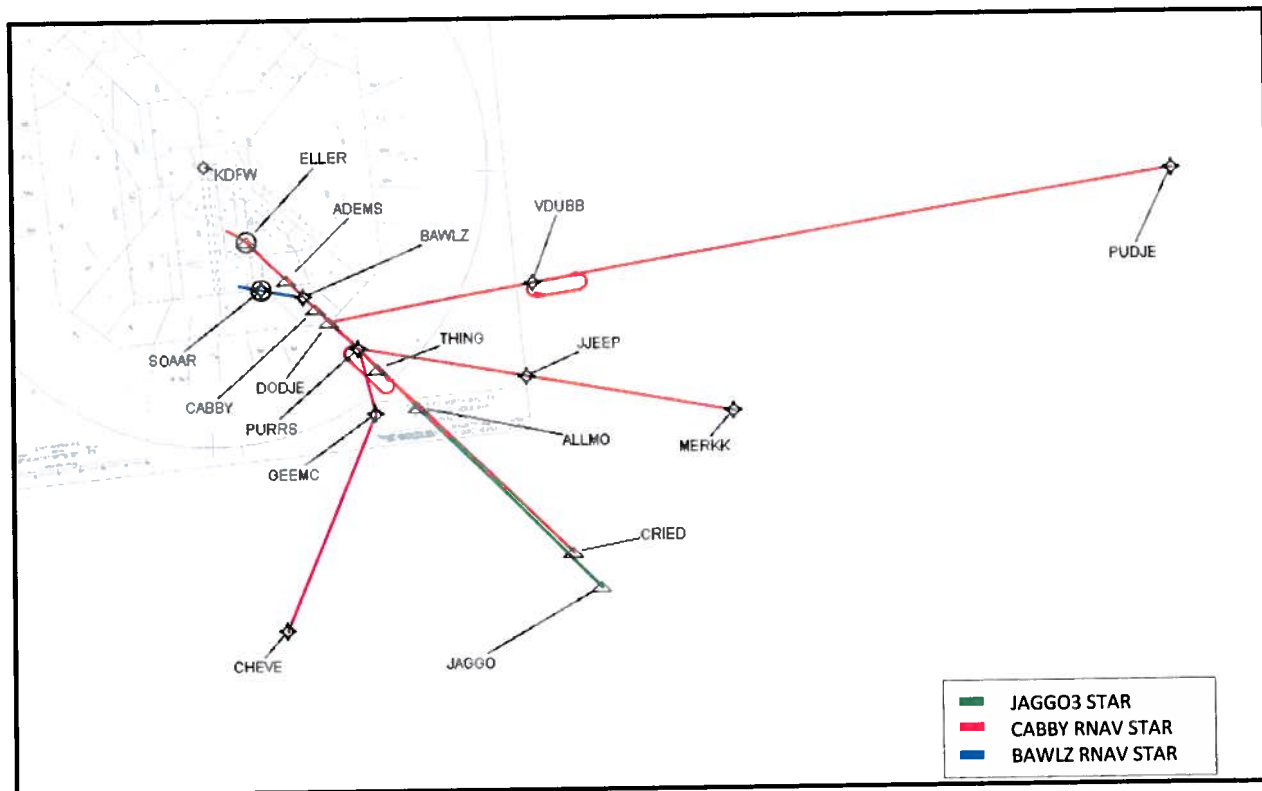 ELLER
KDFW
ADEMS
VDUBB
BAWLZ
PUDJE
SOAAR
THING
JJEEP
DODJE
CABBY
PURRS
ALLMO
MERKK
GEEMC
CRIED
CHEVE
JAGGO
JAGGO3 STAR
CABBY RNAV STAR
BAWLZ RNAV STAR